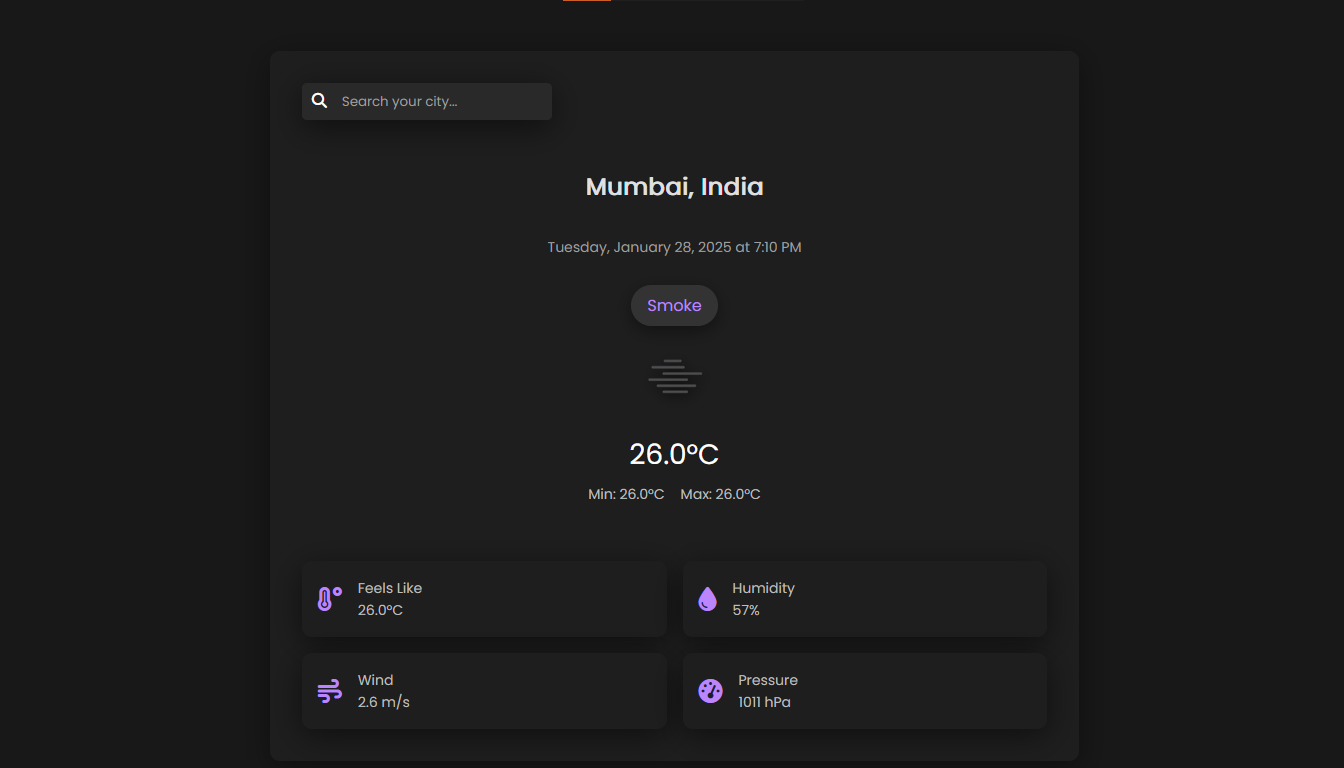 Search your city...
Mumbai, India
Tuesday, January 28, 2025 at 7:10 PM
Smoke
26.0°C
Min: 26.0°C Max: 26.0°C
Feels Like
26.0°C
Humidity
57%
Wind
2.6 m/s
Pressure
1011 hPa